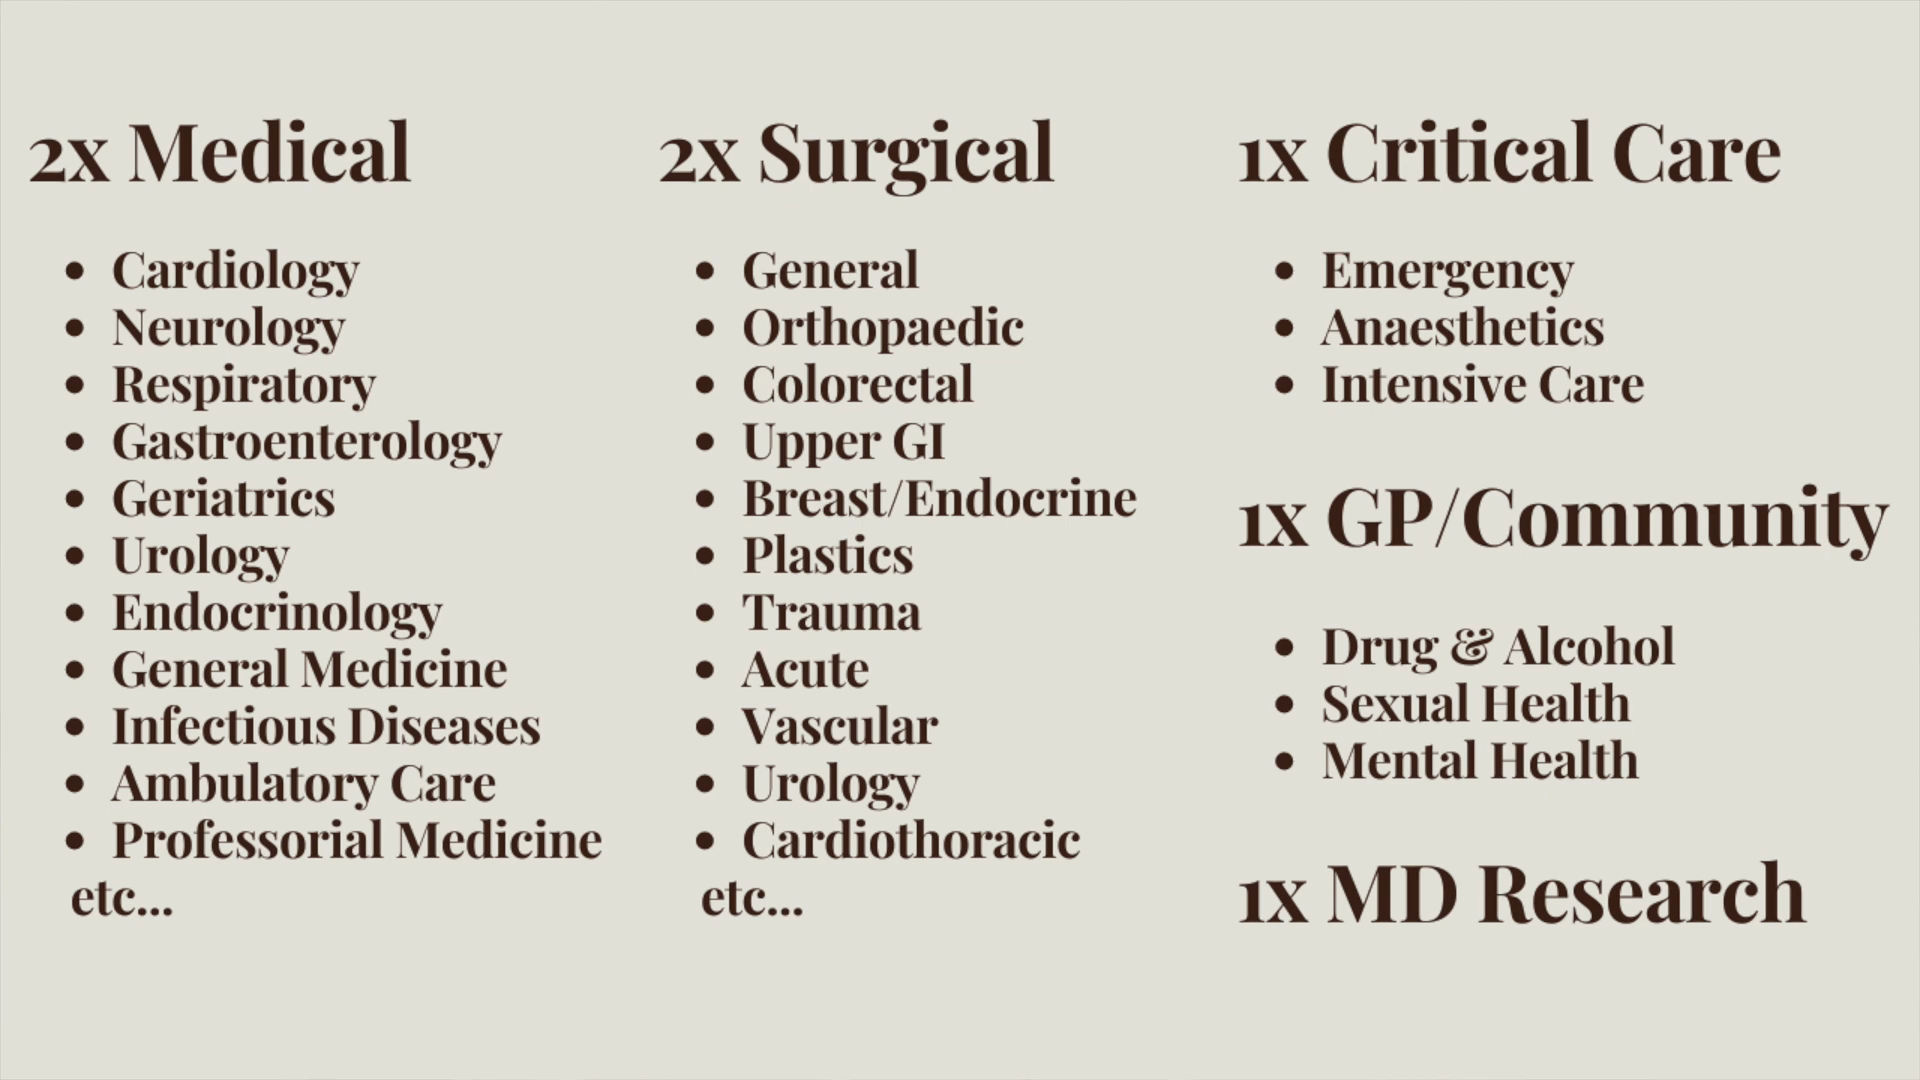 2x Medical
• Cardiology
• Neurology
• Respiratory
• Gastroenterology
• Geriatrics
• Urology
• Endocrinology
• General Medicine
• Infectious Diseases
• Ambulatory Care
• Professorial Medicine
etc...
2x Surgical
• General
• Orthopaedic
• Colorectal
• Upper GI
• Breast/Endocrine
• Plastics
• Trauma
• Acute
• Vascular
• Urology
• Cardiothoracic
etc...
1x Critical Care
• Emergency
• Anaesthetics
• Intensive Care
1x GP/Community
• Drug & Alcohol
• Sexual Health
• Mental Health
1x MD Research